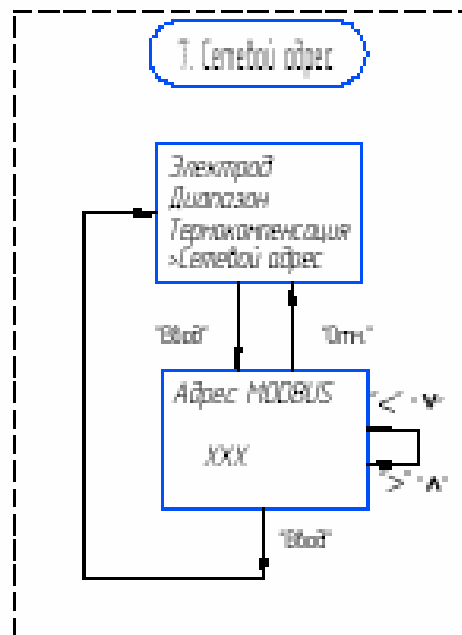 7. Сетевой адрес
Электрод
Диапазон
Термокомпенсация
>Сетевой адрес
"Ввод" "Отм."
Адрес MODBUS
"<" "∨"
XXX
">" "∧"
"Ввод"